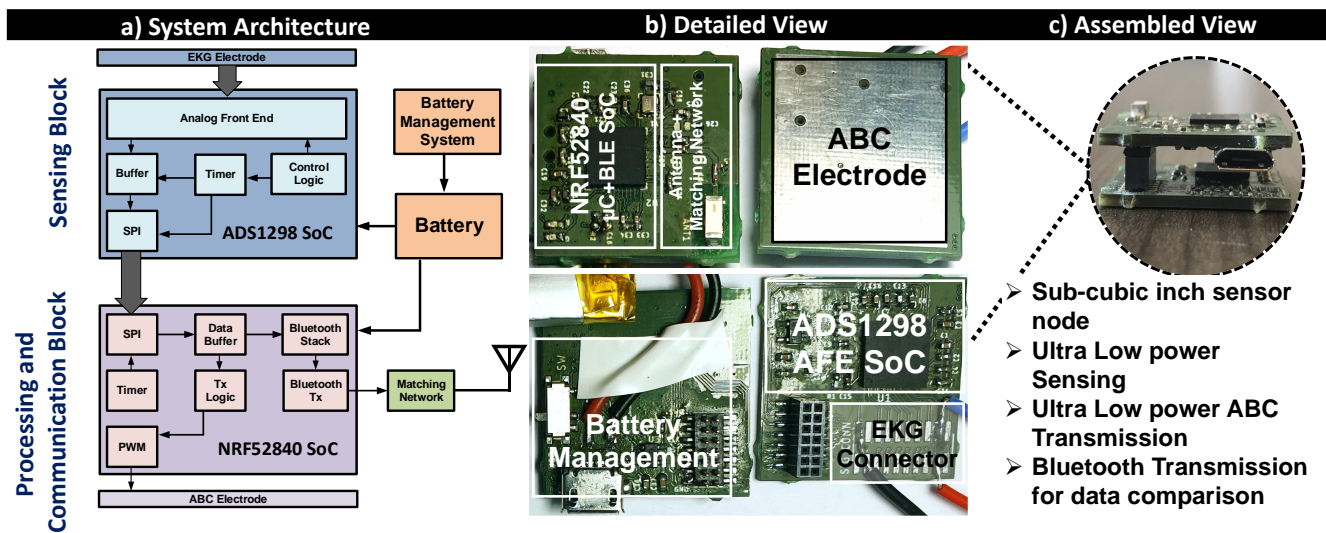 a) System Architecture
b) Detailed View
c) Assembled View
Sensing Block
EKG Electrode
Analog Front End
Buffer
Timer
Control
Logic
SPI
ADS1298 SoC
Battery
Management
System
Battery
Processing and
Communication Block
SPI
Data
Buffer
Bluetooth
Stack
Timer
Tx
Logic
Bluetooth
Tx
Matching
Network
PWM
NRF52840 SoC
ABC Electrode
NRF52840
µC+BLE SoC
Antenna +
Matching Network
ABC
Electrode
SW
Battery
Management
ADS1298
AFE SoC
U1
EKG
Connector
➢ Sub-cubic inch sensor
node
➢ Ultra Low power
Sensing
➢ Ultra Low power ABC
Transmission
➢ Bluetooth Transmission
for data comparison